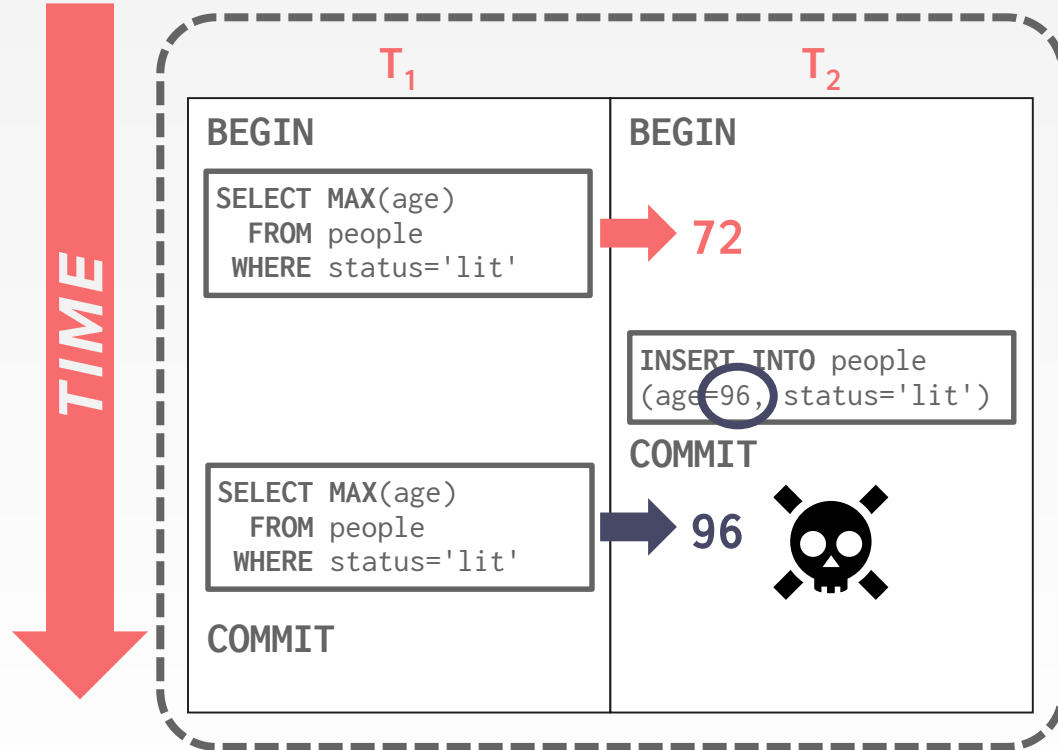 TIME
T₁
T₂
BEGIN
SELECT MAX(age)
FROM people
WHERE status='lit'
72
SELECT MAX(age)
FROM people
WHERE status='lit'
96
COMMIT
BEGIN
INSERT INTO people
(age=96, status='lit')
COMMIT